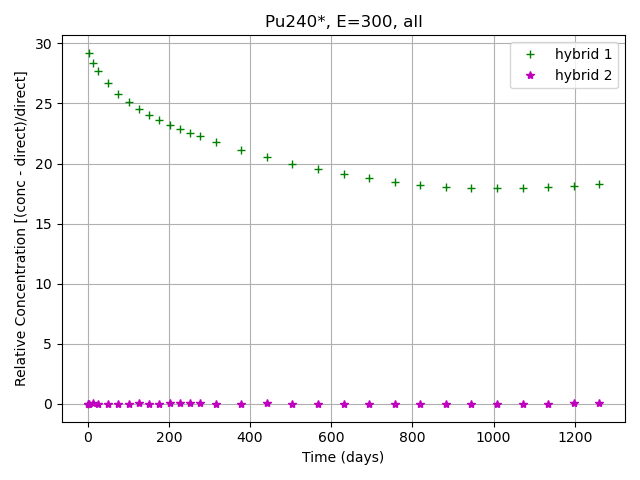 Pu240*, E=300, all
hybrid 1
hybrid 2
Relative Concentration [(conc - direct)/direct]
30
25
20
15
10
5
0
0 200 400 600 800 1000 1200
Time (days)